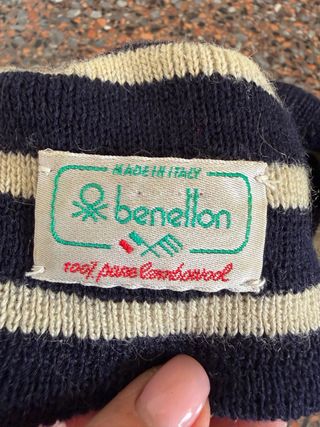 MADE IN ITALY
benetton
100% pure lambswool